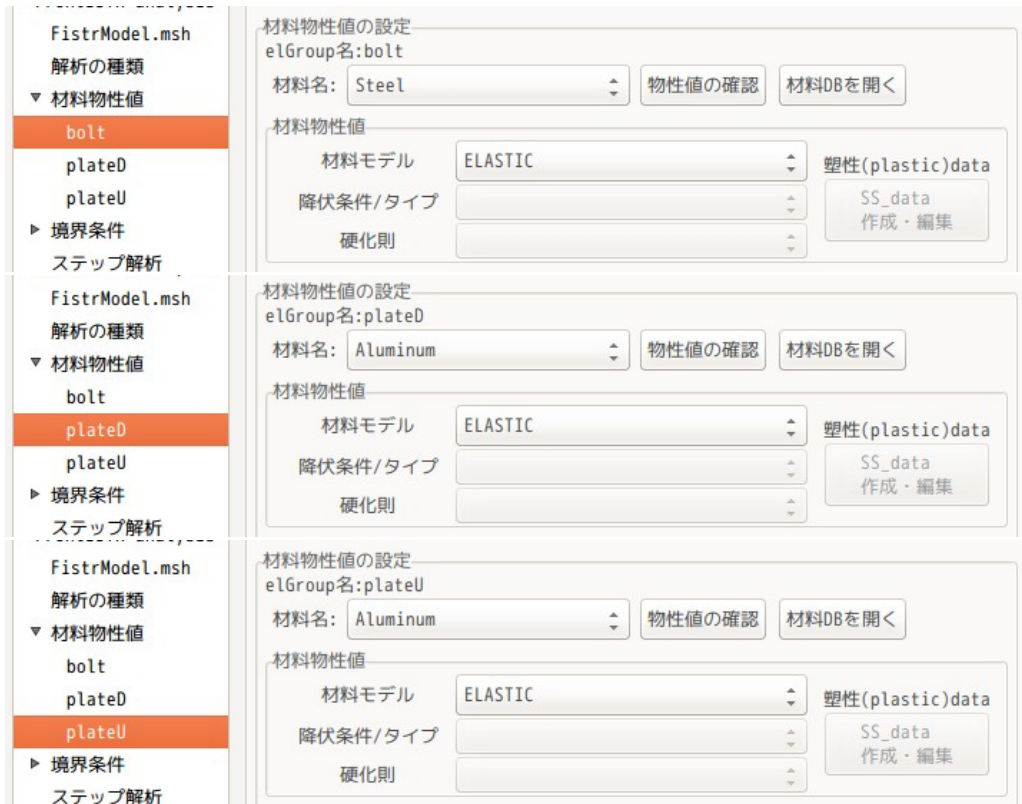 FistrModel.msh
解析の種類
▼ 材料物性値
bolt
plateD
plateU
▶ 境界条件
ステップ解析
材料物性値の設定
elGroup名:bolt
材料名: Steel 物性値の確認 材料DBを開く
材料物性値
材料モデル ELASTIC 塑性(plastic)data
降伏条件/タイプ SS_data
作成・編集
硬化則
FistrModel.msh
解析の種類
▼ 材料物性値
bolt
plateD
plateU
▶ 境界条件
ステップ解析
材料物性値の設定
elGroup名:plateD
材料名: Aluminum 物性値の確認 材料DBを開く
材料物性値
材料モデル ELASTIC 塑性(plastic)data
降伏条件/タイプ SS_data
作成・編集
硬化則
FistrModel.msh
解析の種類
▼ 材料物性値
bolt
plateD
plateU
▶ 境界条件
ステップ解析
材料物性値の設定
elGroup名:plateU
材料名: Aluminum 物性値の確認 材料DBを開く
材料物性値
材料モデル ELASTIC 塑性(plastic)data
降伏条件/タイプ SS_data
作成・編集
硬化則